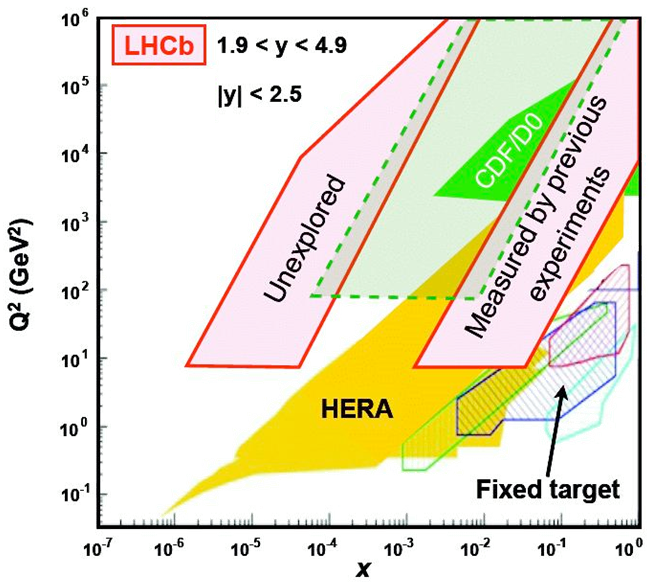 LHCb 1.9 < y < 4.9
|y| < 2.5
Unexplored
CDF/D0
Measured by previous
experiments
HERA
Fixed target
Q² (GeV²)
10⁶
10⁵
10⁴
10³
10²
10¹
10⁰
10⁻¹
10⁻⁷ 10⁻⁶ 10⁻⁵ 10⁻⁴ 10⁻³ 10⁻² 10⁻¹ 10⁰
x